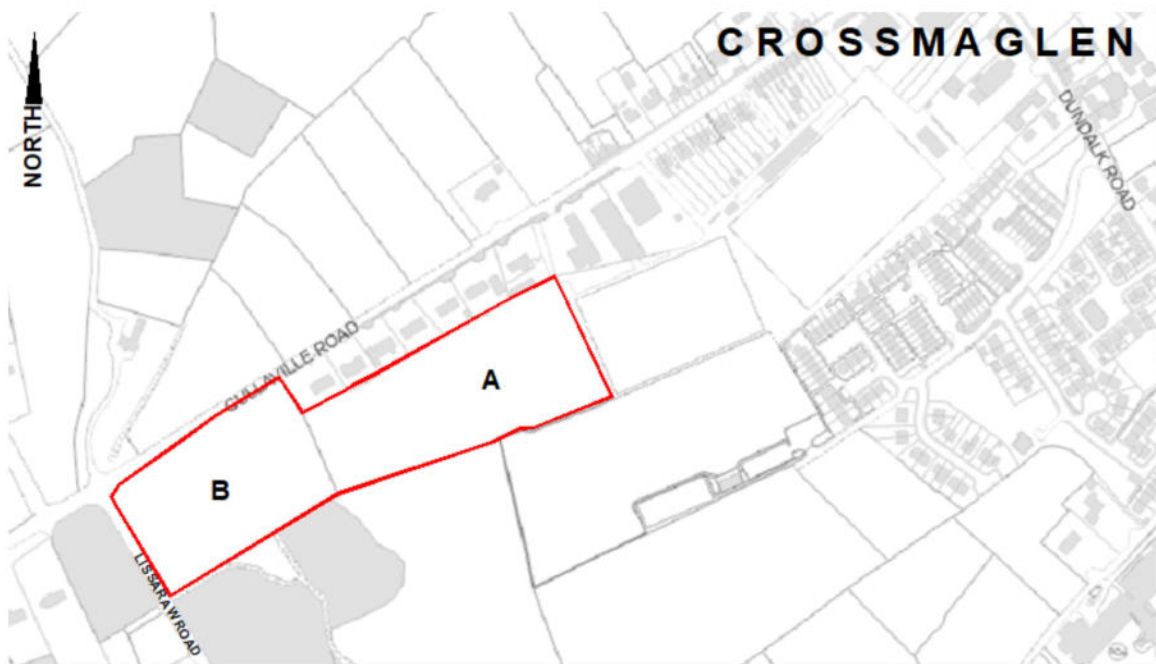 CROSSMAGLEN
NORTH
DUNDALK ROAD
CULLAVILLE ROAD
A
B
LISSARAW ROAD